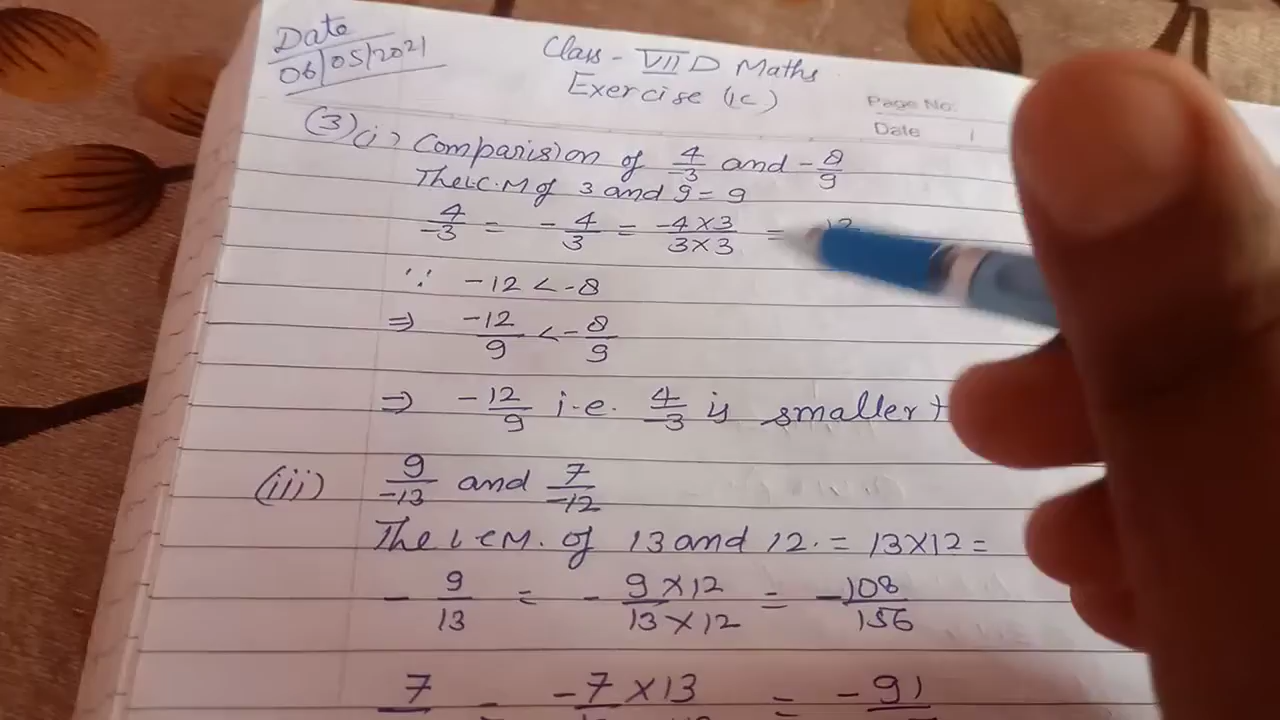 Date
06/05/2021
Class - VII D Maths
Exercise (1C)
Page No.
Date
(3)(i) Comparision of 4/3 and -8/9
The L.C.M of 3 and 9 = 9
4/-3 = -4/3 = -4×3/3×3 =
∵ -12 < -8
⇒ -12/9 < -8/9
⇒ -12/9 i.e. 4/-3 is smaller
(iii) 9/-13 and 7/-12
The LCM. of 13 and 12. = 13×12 =
-9/13 = -9×12/13×12 = -108/156
7 = -7×13 = -91